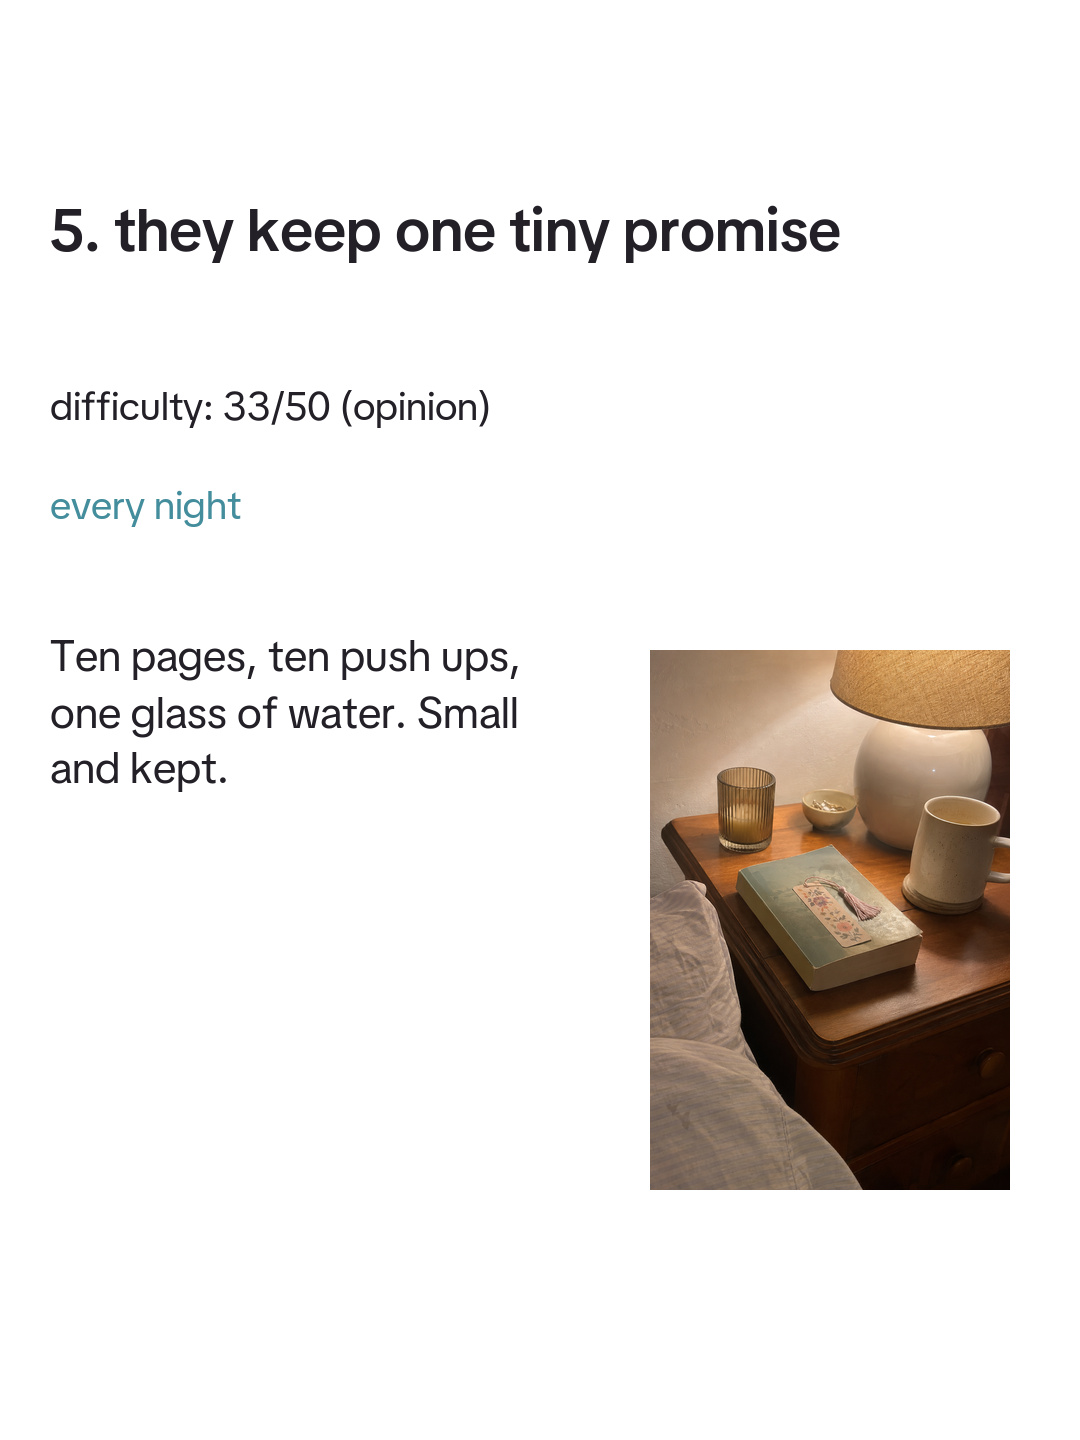 5. they keep one tiny promise
difficulty: 33/50 (opinion)
every night
Ten pages, ten push ups,
one glass of water. Small
and kept.